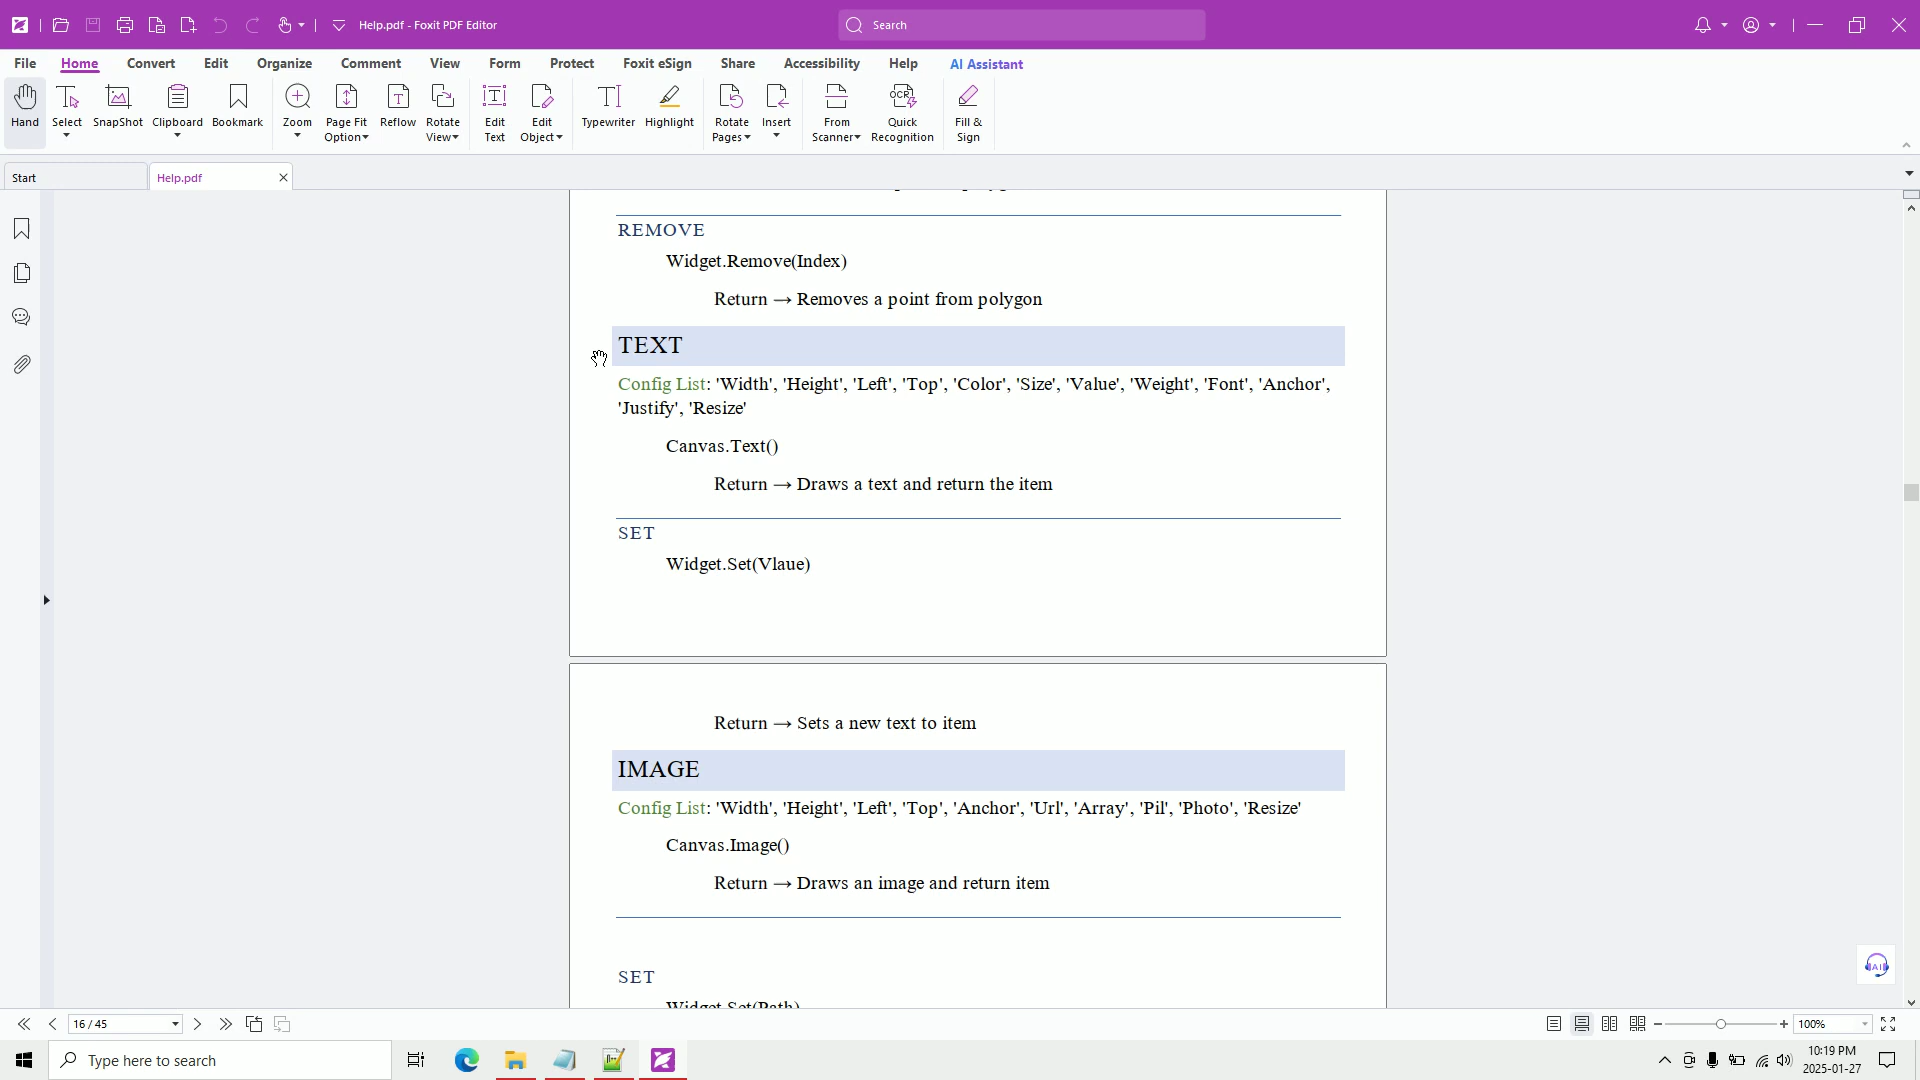 Help.pdf - Foxit PDF Editor
Search
File Home Convert Edit Organize Comment View Form Protect Foxit eSign Share Accessibility Help AI Assistant
Hand
Select
SnapShot
Clipboard
Bookmark
Zoom
Page Fit
Option
Reflow
Rotate
View
Edit
Text
Edit
Object
Typewriter
Highlight
Rotate
Pages
Insert
From
Scanner
Quick
Recognition
Fill &
Sign
Start
Help.pdf
REMOVE
Widget.Remove(Index)
Return → Removes a point from polygon
TEXT
Config List: 'Width', 'Height', 'Left', 'Top', 'Color', 'Size', 'Value', 'Weight', 'Font', 'Anchor',
'Justify', 'Resize'
Canvas.Text()
Return → Draws a text and return the item
SET
Widget.Set(Vlaue)
Return → Sets a new text to item
IMAGE
Config List: 'Width', 'Height', 'Left', 'Top', 'Anchor', 'Url', 'Array', 'Pil', 'Photo', 'Resize'
Canvas.Image()
Return → Draws an image and return item
SET
Widget.Set(Path)
AI
16 / 45
100%
Type here to search
10:19 PM
2025-01-27